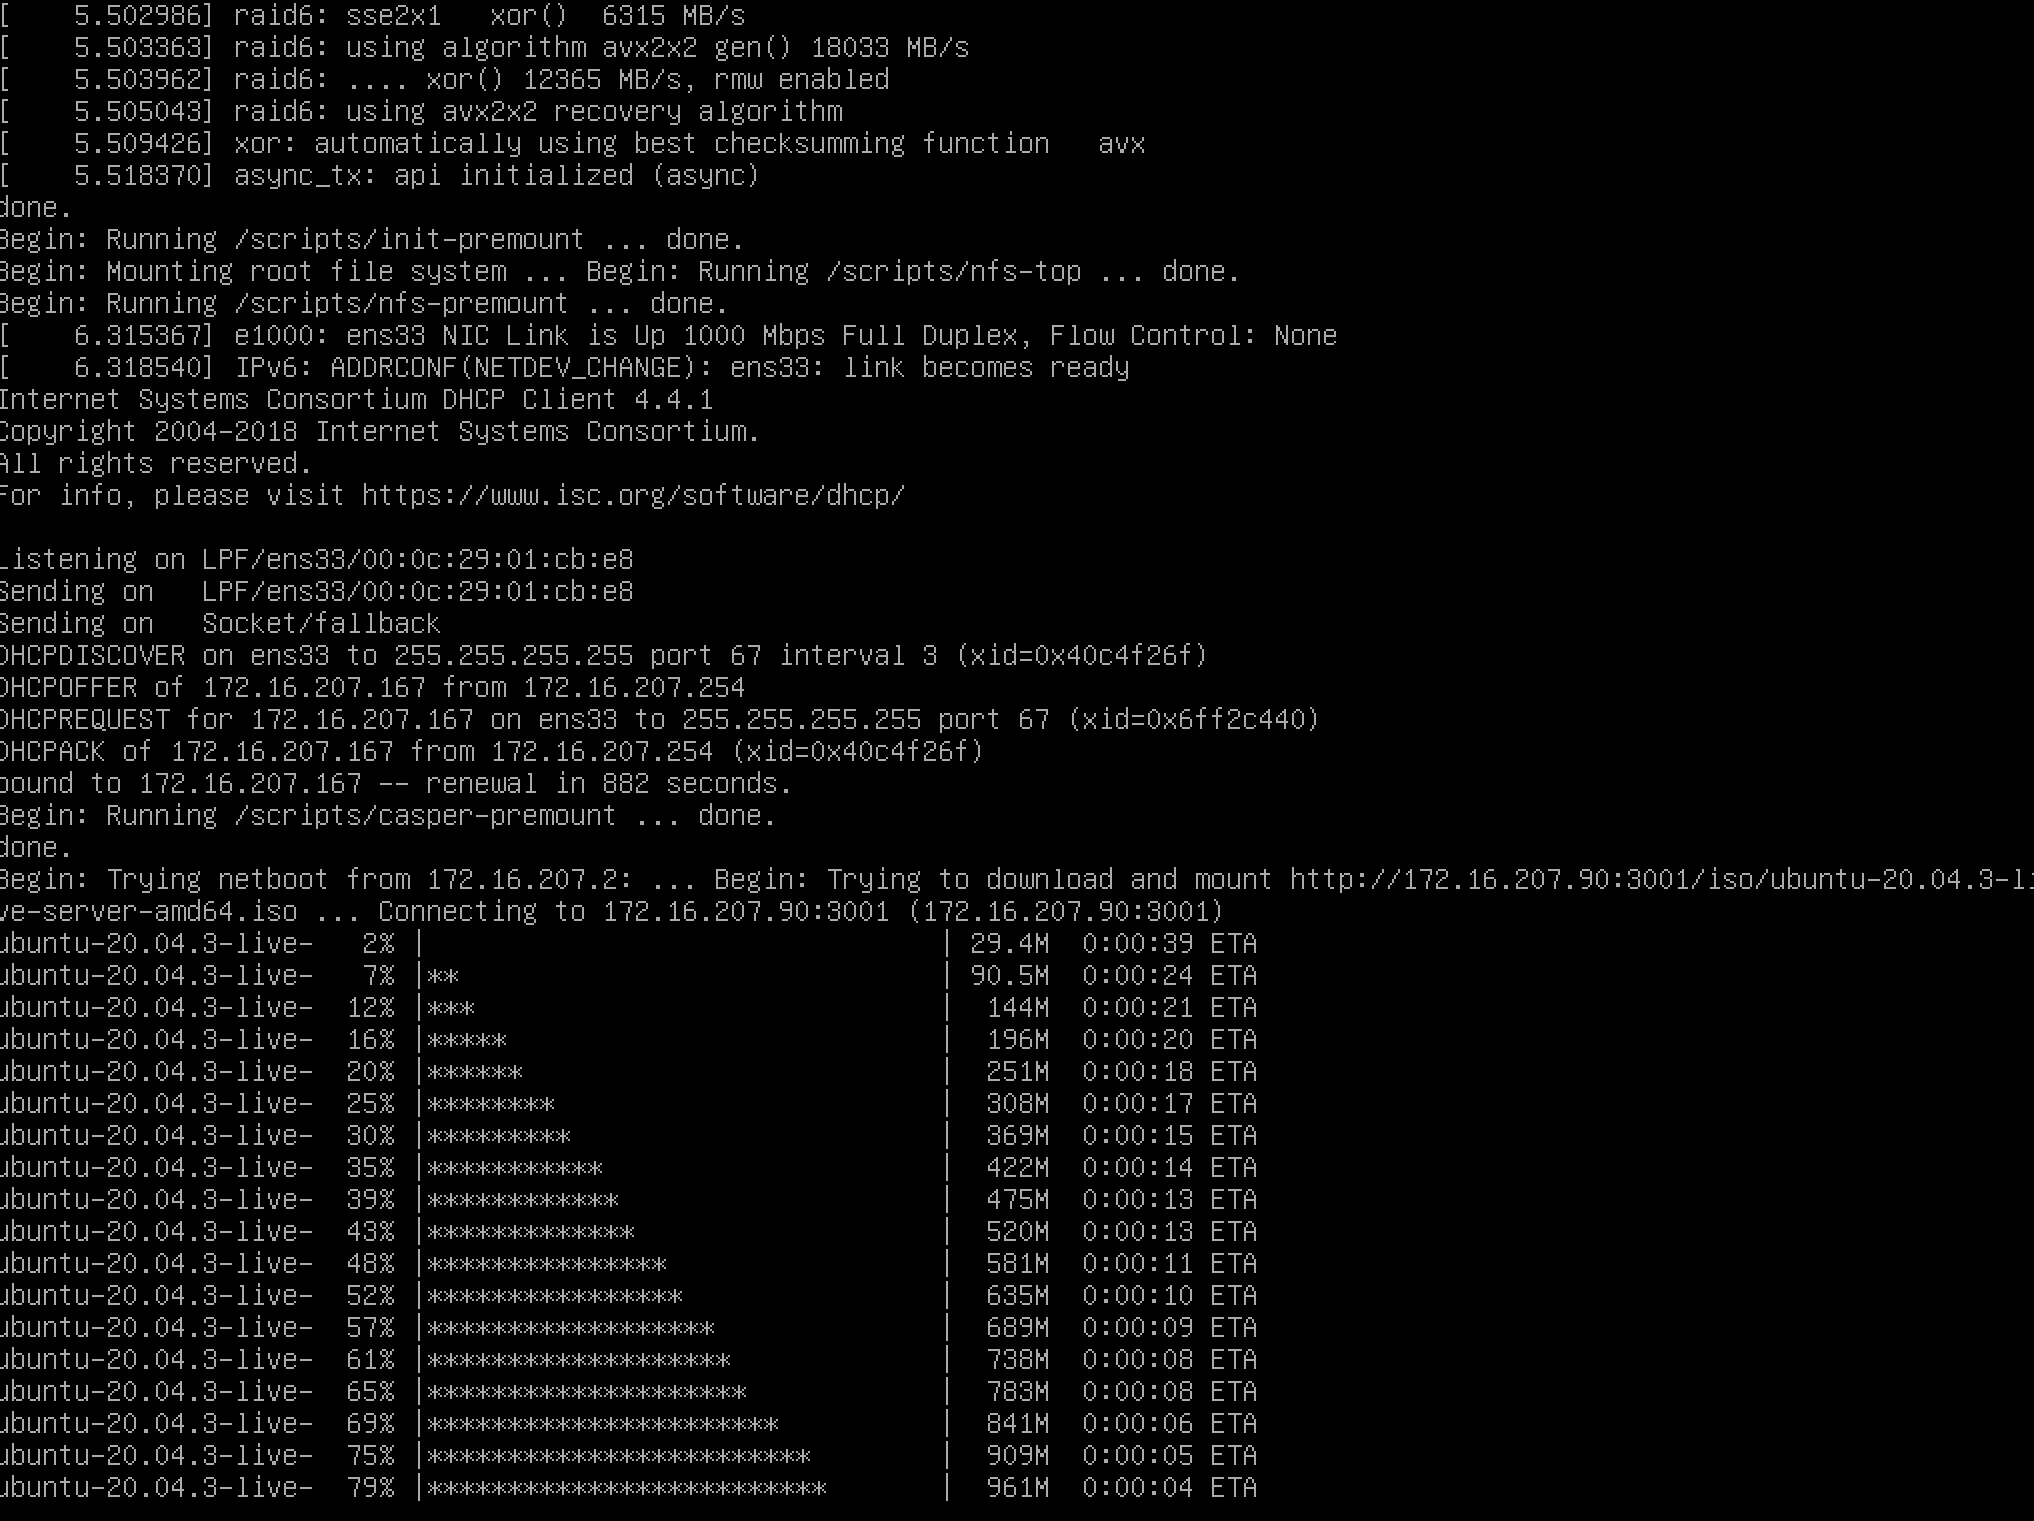 [    5.502986] raid6: sse2x1   xor()  6315 MB/s
[    5.503363] raid6: using algorithm avx2x2 gen() 18033 MB/s
[    5.503962] raid6: .... xor() 12365 MB/s, rmw enabled
[    5.505043] raid6: using avx2x2 recovery algorithm
[    5.509426] xor: automatically using best checksumming function   avx
[    5.518370] async_tx: api initialized (async)
done.
Begin: Running /scripts/init-premount ... done.
Begin: Mounting root file system ... Begin: Running /scripts/nfs-top ... done.
Begin: Running /scripts/nfs-premount ... done.
[    6.315367] e1000: ens33 NIC Link is Up 1000 Mbps Full Duplex, Flow Control: None
[    6.318540] IPv6: ADDRCONF(NETDEV_CHANGE): ens33: link becomes ready
Internet Systems Consortium DHCP Client 4.4.1
Copyright 2004-2018 Internet Systems Consortium.
All rights reserved.
For info, please visit https://www.isc.org/software/dhcp/
Listening on LPF/ens33/00:0c:29:01:cb:e8
Sending on   LPF/ens33/00:0c:29:01:cb:e8
Sending on   Socket/fallback
DHCPDISCOVER on ens33 to 255.255.255.255 port 67 interval 3 (xid=0x40c4f26f)
DHCPOFFER of 172.16.207.167 from 172.16.207.254
DHCPREQUEST for 172.16.207.167 on ens33 to 255.255.255.255 port 67 (xid=0x6ff2c440)
DHCPACK of 172.16.207.167 from 172.16.207.254 (xid=0x40c4f26f)
bound to 172.16.207.167 -- renewal in 882 seconds.
Begin: Running /scripts/casper-premount ... done.
done.
Begin: Trying netboot from 172.16.207.2: ... Begin: Trying to download and mount http://172.16.207.90:3001/iso/ubuntu-20.04.3-li
ve-server-amd64.iso ... Connecting to 172.16.207.90:3001 (172.16.207.90:3001)
ubuntu-20.04.3-live-   2% |                                | 29.4M  0:00:39 ETA
ubuntu-20.04.3-live-   7% |**                              | 90.5M  0:00:24 ETA
ubuntu-20.04.3-live-  12% |***                             |  144M  0:00:21 ETA
ubuntu-20.04.3-live-  16% |*****                           |  196M  0:00:20 ETA
ubuntu-20.04.3-live-  20% |******                          |  251M  0:00:18 ETA
ubuntu-20.04.3-live-  25% |********                        |  308M  0:00:17 ETA
ubuntu-20.04.3-live-  30% |*********                       |  369M  0:00:15 ETA
ubuntu-20.04.3-live-  35% |***********                     |  422M  0:00:14 ETA
ubuntu-20.04.3-live-  39% |************                    |  475M  0:00:13 ETA
ubuntu-20.04.3-live-  43% |*************                   |  520M  0:00:13 ETA
ubuntu-20.04.3-live-  48% |***************                 |  581M  0:00:11 ETA
ubuntu-20.04.3-live-  52% |****************                |  635M  0:00:10 ETA
ubuntu-20.04.3-live-  57% |******************              |  689M  0:00:09 ETA
ubuntu-20.04.3-live-  61% |*******************             |  738M  0:00:08 ETA
ubuntu-20.04.3-live-  65% |********************            |  783M  0:00:08 ETA
ubuntu-20.04.3-live-  69% |**********************          |  841M  0:00:06 ETA
ubuntu-20.04.3-live-  75% |************************        |  909M  0:00:05 ETA
ubuntu-20.04.3-live-  79% |*************************       |  961M  0:00:04 ETA